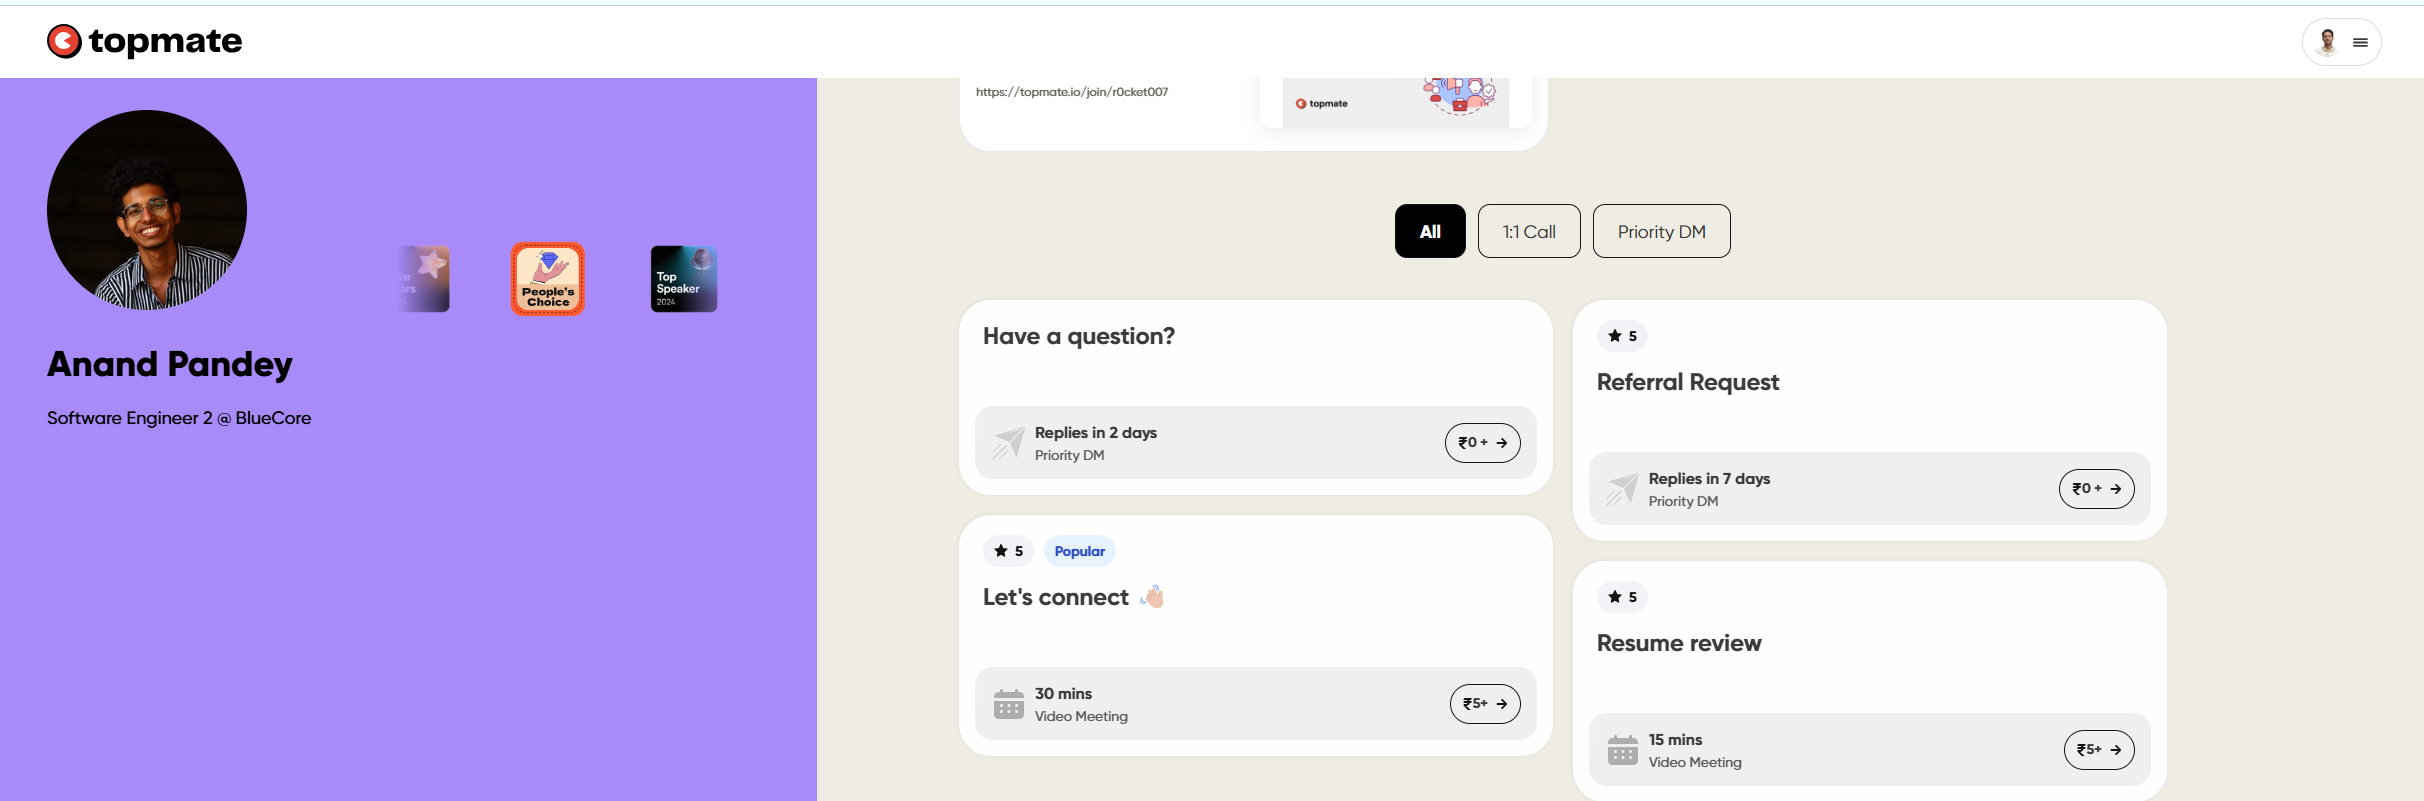 topmate
https://topmate.io/join/r0cket007
topmate
Anand Pandey
Software Engineer 2 @ BlueCore
People's
Choice
Top
Speaker
2024
All
1:1 Call
Priority DM
Have a question?
Replies in 2 days
Priority DM
₹0 +
5
Referral Request
Replies in 7 days
Priority DM
₹0 +
5
Popular
Let's connect 👋
30 mins
Video Meeting
₹5+
5
Resume review
15 mins
Video Meeting
₹5+